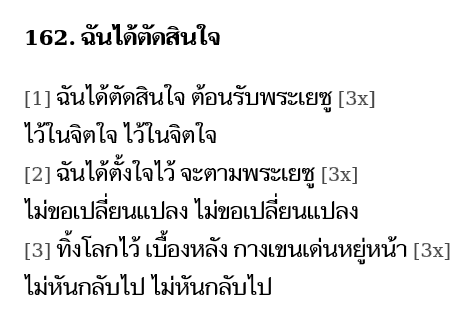 162. ฉันได้ตัดสินใจ
[1] ฉันได้ตัดสินใจ ต้อนรับพระเยซู [3x]
ไว้ในจิตใจ ไว้ในจิตใจ
[2] ฉันได้ตั้งใจไว้ จะตามพระเยซู [3x]
ไม่ขอเปลี่ยนแปลง ไม่ขอเปลี่ยนแปลง
[3] ทิ้งโลกไว้ เบื้องหลัง กางเขนเด่นหยู่หน้า [3x]
ไม่หันกลับไป ไม่หันกลับไป